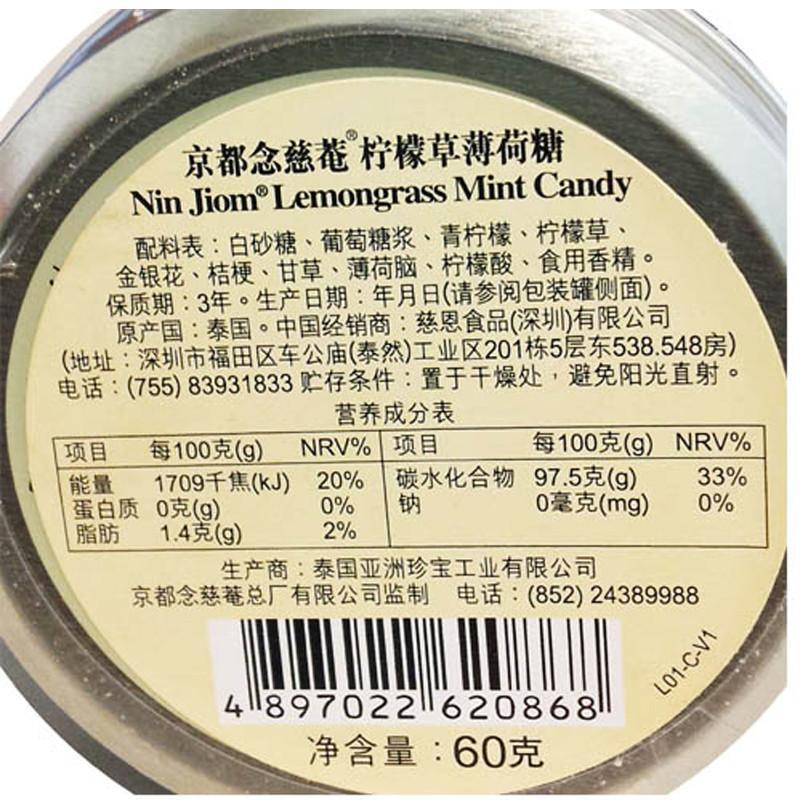 京都念慈菴®柠檬草薄荷糖
Nin Jiom® Lemongrass Mint Candy
配料表：白砂糖、葡萄糖浆、青柠檬、柠檬草、
金银花、桔梗、甘草、薄荷脑、柠檬酸、食用香精。
保质期：3年。生产日期：年月日(请参阅包装罐侧面)。
原产国：泰国。中国经销商：慈恩食品(深圳)有限公司
(地址：深圳市福田区车公庙(泰然)工业区201栋5层东538.548房)
电话：(755) 83931833 贮存条件：置于干燥处，避免阳光直射。
营养成分表
项目 每100克(g) NRV% 项目 每100克(g) NRV%
能量 1709千焦(kJ) 20% 碳水化合物 97.5克(g) 33%
蛋白质 0克(g) 0% 钠 0毫克(mg) 0%
脂肪 1.4克(g) 2%
生产商：泰国亚洲珍宝工业有限公司
京都念慈菴总厂有限公司监制 电话：(852) 24389988
L01-C-V1
4 897022 620868
净含量：60克